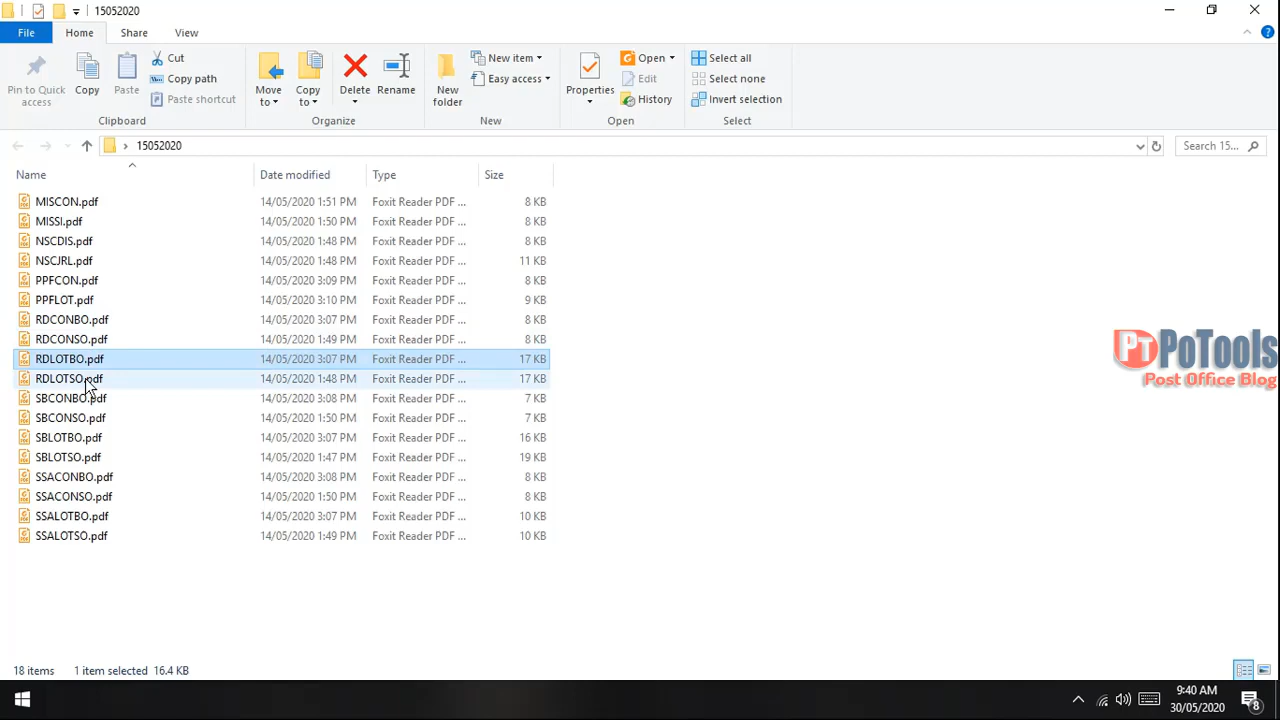 15052020
File Home Share View
Pin to Quick access
Copy
Paste
Cut
Copy path
Paste shortcut
Clipboard
Move to
Copy to
Delete
Rename
Organize
New folder
New item
Easy access
New
Properties
Open
Edit
History
Open
Select all
Select none
Invert selection
Select
15052020
Search 15...
Name Date modified Type Size
MISCON.pdf 14/05/2020 1:51 PM Foxit Reader PDF ... 8 KB
MISSI.pdf 14/05/2020 1:50 PM Foxit Reader PDF ... 8 KB
NSCDIS.pdf 14/05/2020 1:48 PM Foxit Reader PDF ... 8 KB
NSCJRL.pdf 14/05/2020 1:48 PM Foxit Reader PDF ... 11 KB
PPFCON.pdf 14/05/2020 3:09 PM Foxit Reader PDF ... 8 KB
PPFLOT.pdf 14/05/2020 3:10 PM Foxit Reader PDF ... 9 KB
RDCONBO.pdf 14/05/2020 3:07 PM Foxit Reader PDF ... 8 KB
RDCONSO.pdf 14/05/2020 1:49 PM Foxit Reader PDF ... 8 KB
RDLOTBO.pdf 14/05/2020 3:07 PM Foxit Reader PDF ... 17 KB
RDLOTSO.pdf 14/05/2020 1:48 PM Foxit Reader PDF ... 17 KB
SBCONBO.pdf 14/05/2020 3:08 PM Foxit Reader PDF ... 7 KB
SBCONSO.pdf 14/05/2020 1:50 PM Foxit Reader PDF ... 7 KB
SBLOTBO.pdf 14/05/2020 3:07 PM Foxit Reader PDF ... 16 KB
SBLOTSO.pdf 14/05/2020 1:47 PM Foxit Reader PDF ... 19 KB
SSACONBO.pdf 14/05/2020 3:08 PM Foxit Reader PDF ... 8 KB
SSACONSO.pdf 14/05/2020 1:50 PM Foxit Reader PDF ... 8 KB
SSALOTBO.pdf 14/05/2020 3:07 PM Foxit Reader PDF ... 10 KB
SSALOTSO.pdf 14/05/2020 1:49 PM Foxit Reader PDF ... 10 KB
PT PoTools
Post Office Blog
18 items 1 item selected 16.4 KB
9:40 AM
30/05/2020
8